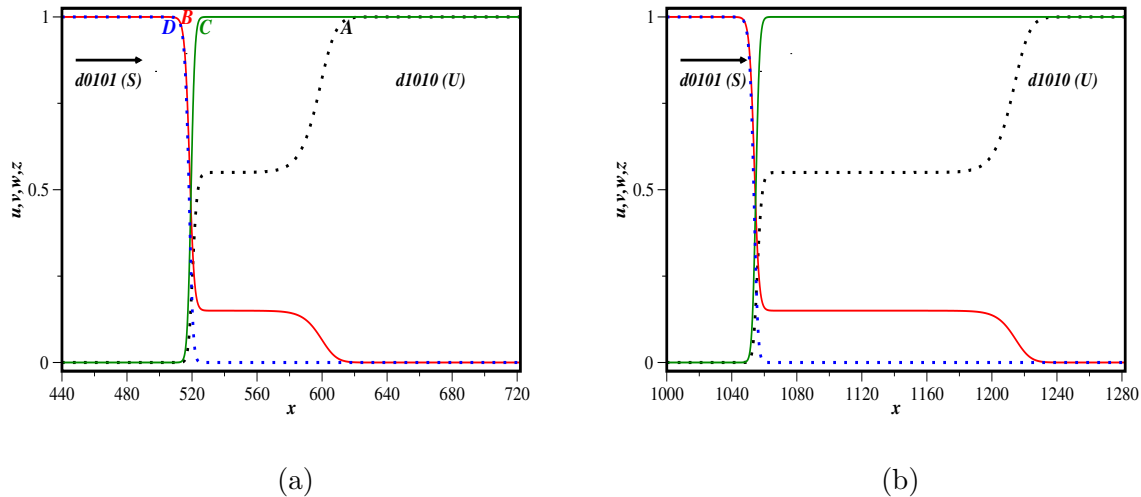 1
0.5
0
u,v,w,z
D
B
C
A
d0101 (S)
d1010 (U)
440 480 520 560 600 640 680 720
x
(a)
1
0.5
0
u,v,w,z
d0101 (S)
d1010 (U)
1000 1040 1080 1120 1160 1200 1240 1280
x
(b)